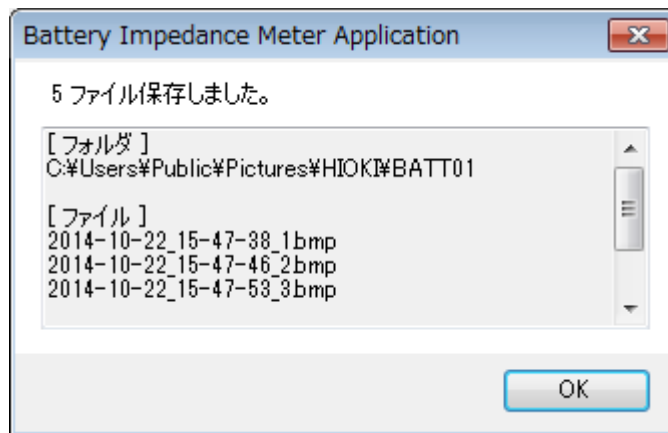 Battery Impedance Meter Application
5 ファイル保存しました。
[ フォルダ ]
C:¥Users¥Public¥Pictures¥HIOKI¥BATT01
[ ファイル ]
2014-10-22_15-47-38_1.bmp
2014-10-22_15-47-46_2.bmp
2014-10-22_15-47-53_3.bmp
OK